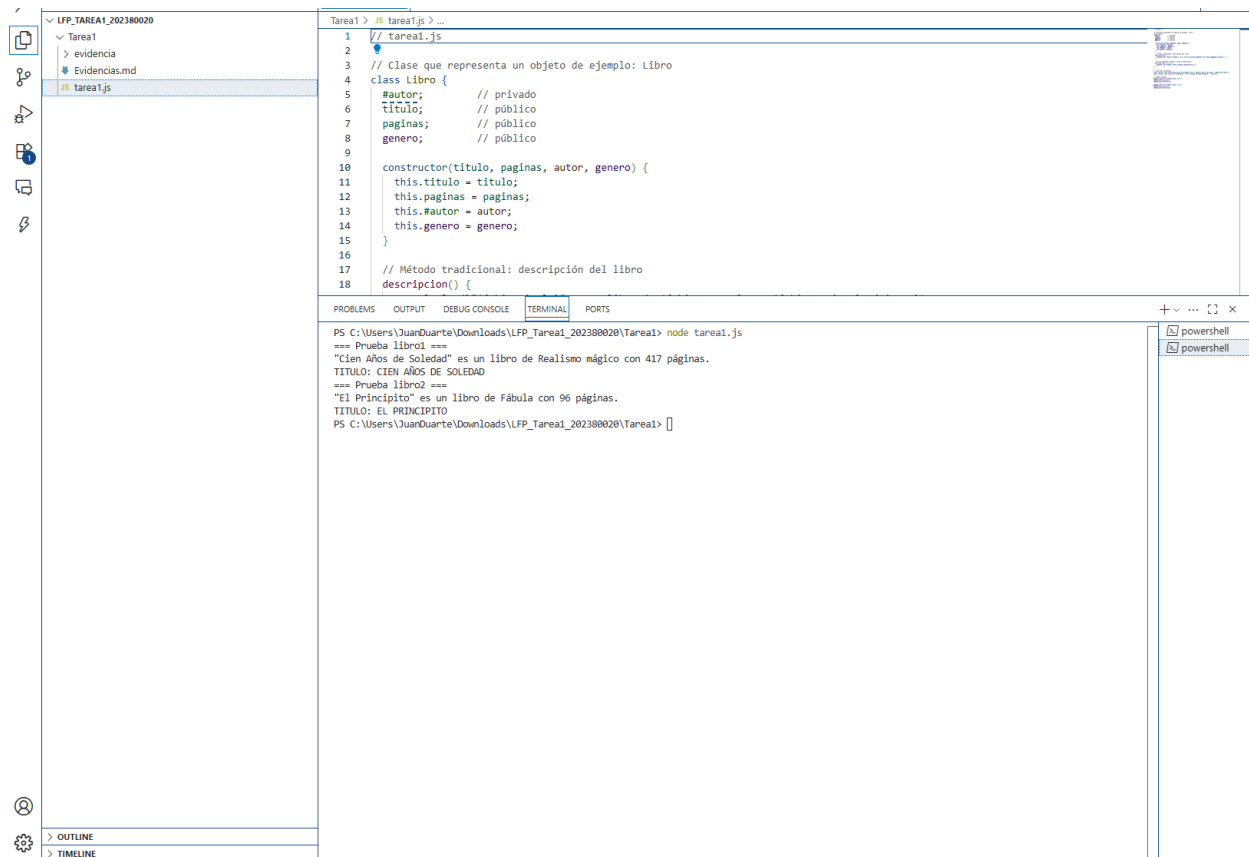 LFP_TAREA1_202380020
Tarea1
evidencia
Evidencias.md
JS tarea1.js
1
OUTLINE
TIMELINE
Tarea1 > JS tarea1.js > ...
1 // tarea1.js
2
3 // Clase que representa un objeto de ejemplo: Libro
4 class Libro {
5 #autor; // privado
6 titulo; // público
7 paginas; // público
8 genero; // público
9
10 constructor(titulo, paginas, autor, genero) {
11 this.titulo = titulo;
12 this.paginas = paginas;
13 this.#autor = autor;
14 this.genero = genero;
15 }
16
17 // Método tradicional: descripción del libro
18 descripcion() {
PROBLEMS OUTPUT DEBUG CONSOLE TERMINAL PORTS
PS C:\Users\JuanDuarte\Downloads\LFP_Tarea1_202380020\Tarea1> node tarea1.js
=== Prueba libro1 ===
"Cien Años de Soledad" es un libro de Realismo mágico con 417 páginas.
TITULO: CIEN AÑOS DE SOLEDAD
=== Prueba libro2 ===
"El Principito" es un libro de Fábula con 96 páginas.
TITULO: EL PRINCIPITO
PS C:\Users\JuanDuarte\Downloads\LFP_Tarea1_202380020\Tarea1>
powershell
powershell